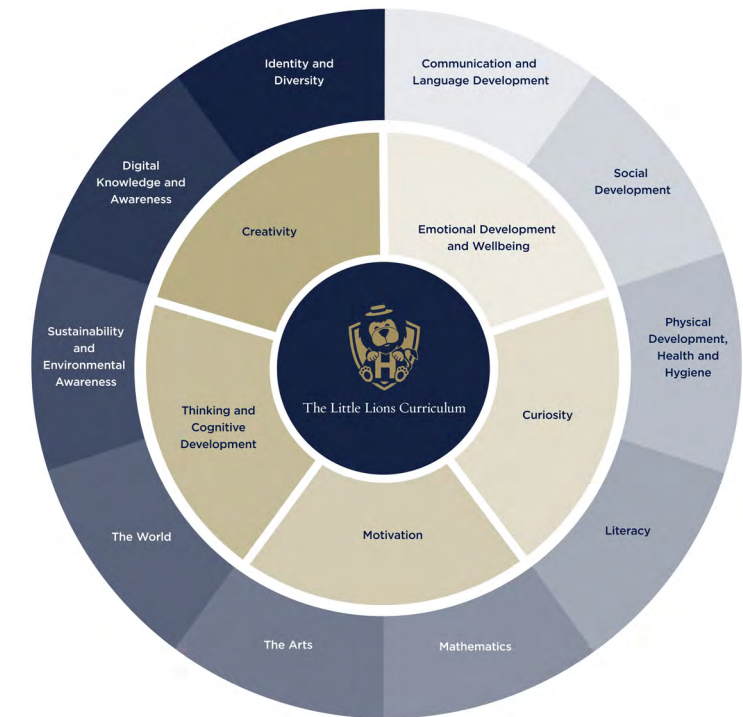 Identity and
Diversity
Communication and
Language Development
Social
Development
Physical
Development,
Health and
Hygiene
Literacy
Mathematics
The Arts
The World
Sustainability
and
Environmental
Awareness
Digital
Knowledge and
Awareness
Creativity
Emotional Development
and Wellbeing
Curiosity
Motivation
Thinking and
Cognitive
Development
H
The Little Lions Curriculum